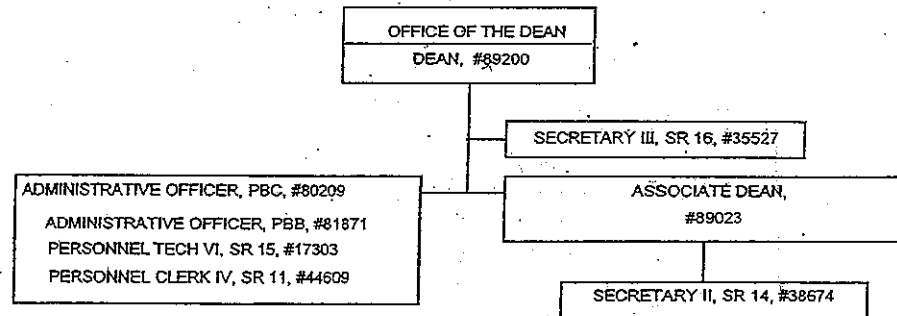 OFFICE OF THE DEAN
DEAN, #89200
SECRETARY III, SR 16, #35527
ADMINISTRATIVE OFFICER, PBC, #80209
ADMINISTRATIVE OFFICER, PBB, #81871
PERSONNEL TECH VI, SR 15, #17303
PERSONNEL CLERK IV, SR 11, #44609
ASSOCIATE DEAN,
#89023
SECRETARY II, SR 14, #38674